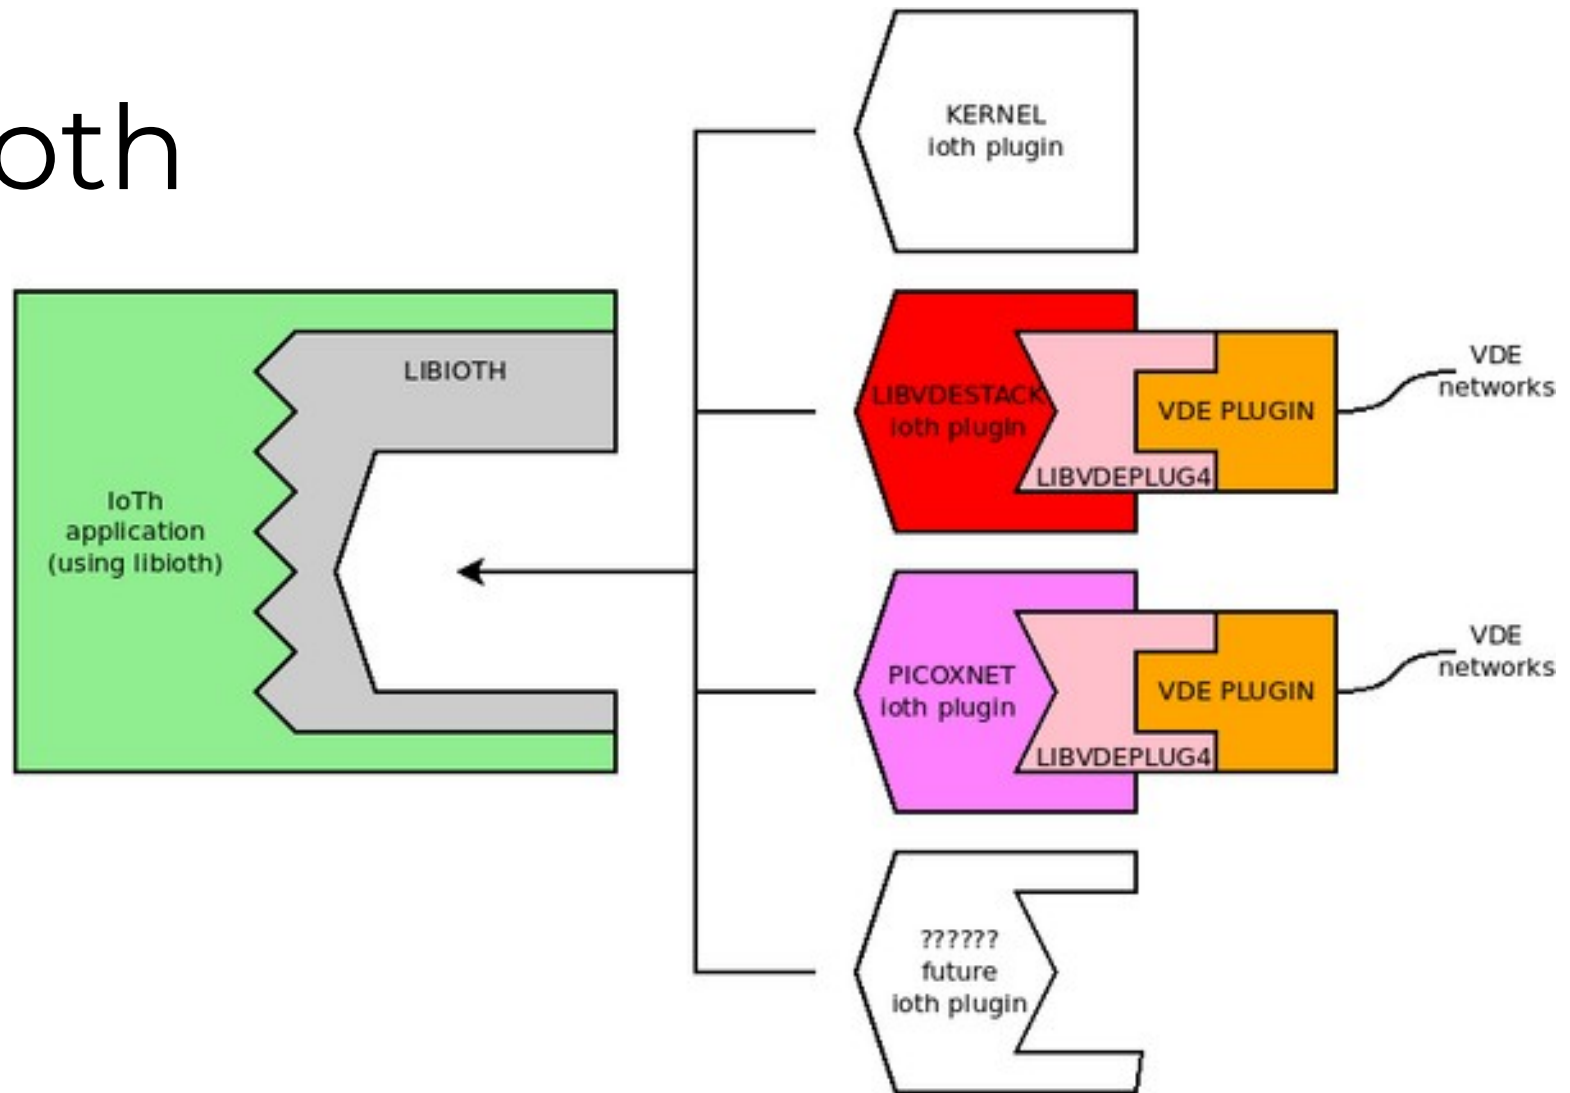 oth
KERNEL
ioth plugin
LIBIOTH
IoTh
application
(using libioth)
LIBVDESTACK
ioth plugin
LIBVDEPLUG4
VDE PLUGIN
VDE
networks
PICOXNET
ioth plugin
LIBVDEPLUG4
VDE PLUGIN
VDE
networks
??????
future
ioth plugin